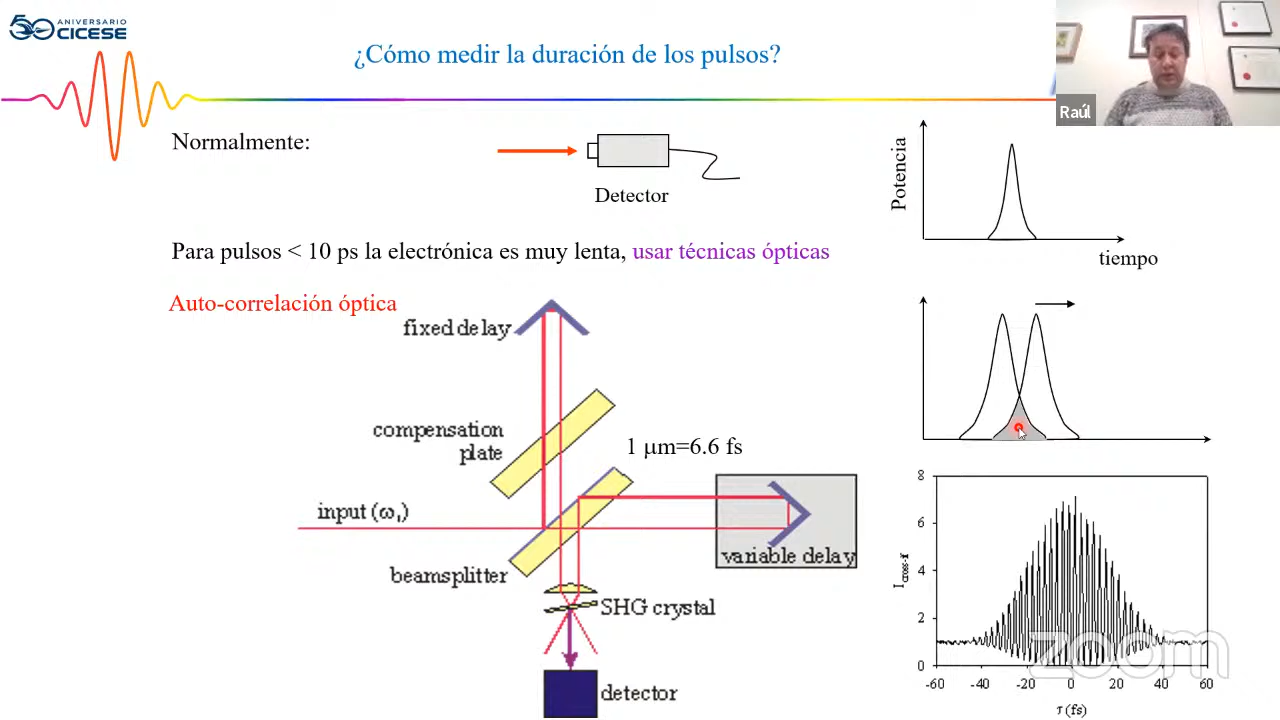 50 ANIVERSARIO
CICESE
¿Cómo medir la duración de los pulsos?
Raúl
Normalmente:
Detector
Potencia
tiempo
Para pulsos < 10 ps la electrónica es muy lenta, usar técnicas ópticas
Auto-correlación óptica
fixed delay
compensation
plate
1 μm=6.6 fs
input (ω₁)
variable delay
beamsplitter
SHG crystal
detector
8
6
4
2
0
-60 -40 -20 0 20 40 60
τ (fs)
zoom